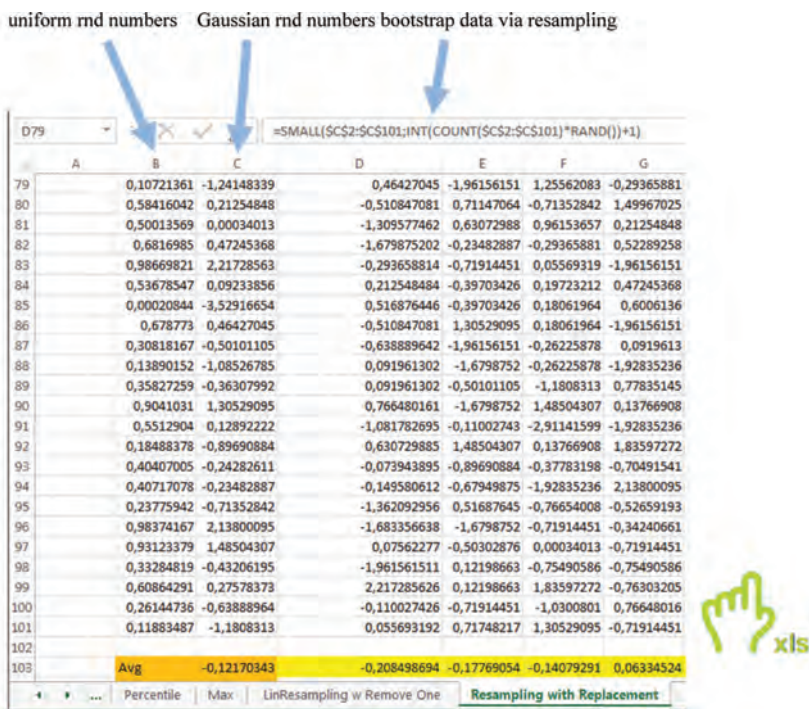 uniform rnd numbers Gaussian rnd numbers bootstrap data via resampling
D79 =SMALL($C$2:$C$101;INT(COUNT($C$2:$C$101)*RAND())+1)
A B C D E F G
79 0,10721361 -1,24148339 0,46427045 -1,96156151 1,25562083 -0,29365881
80 0,58416042 0,21254848 -0,510847081 0,71147064 -0,71352842 1,49967025
81 0,50013569 0,00034013 -1,309577462 0,63072988 0,96153657 0,21254848
82 0,6816985 0,47245368 -1,679875202 -0,23482887 -0,29365881 0,52289258
83 0,98669821 2,21728563 -0,293658814 -0,71914451 0,05569319 -1,96156151
84 0,53678547 0,09233856 0,212548484 -0,39703426 0,19723212 0,47245368
85 0,00020844 -3,52916654 0,516876446 -0,39703426 0,18061964 0,6006136
86 0,678773 0,46427045 -0,510847081 1,30529095 0,18061964 -1,96156151
87 0,30818167 -0,50101105 -0,638889642 -1,96156151 -0,26225878 0,0919613
88 0,13890152 -1,08526785 0,091961302 -1,6798752 -0,26225878 -1,92835236
89 0,35827259 -0,36307992 0,091961302 -0,50101105 -1,1808313 0,77835145
90 0,9041031 1,30529095 0,766480161 -1,6798752 1,48504307 0,13766908
91 0,5512904 0,12892222 -1,081782695 -0,11002743 -2,91141599 -1,92835236
92 0,18488378 -0,89690884 0,630729885 1,48504307 0,13766908 1,83597272
93 0,40407005 -0,24282611 -0,073943895 -0,89690884 -0,37783198 -0,70491541
94 0,40717078 -0,23482887 -0,149580612 -0,67949875 -1,92835236 2,13800095
95 0,23775942 -0,71352842 -1,362092956 0,51687645 -0,76654008 -0,52659193
96 0,98374167 2,13800095 -1,683356638 -1,6798752 -0,71914451 -0,34240661
97 0,93123379 1,48504307 0,07562277 -0,50302876 0,00034013 -0,71914451
98 0,33284819 -0,43206195 -1,961561511 0,12198663 -0,75490586 -0,75490586
99 0,60864291 0,27578373 2,217285626 0,12198663 1,83597272 -0,76303205
100 0,26144736 -0,63888964 -0,110027426 -0,71914451 -1,0300801 0,76648016
101 0,11883487 -1,1808313 0,055693192 0,71748217 1,30529095 -0,71914451
102
103 Avg -0,12170343 -0,208498694 -0,17769054 -0,14079291 0,06334524
... Percentile Max LinResampling w Remove One Resampling with Replacement
xls